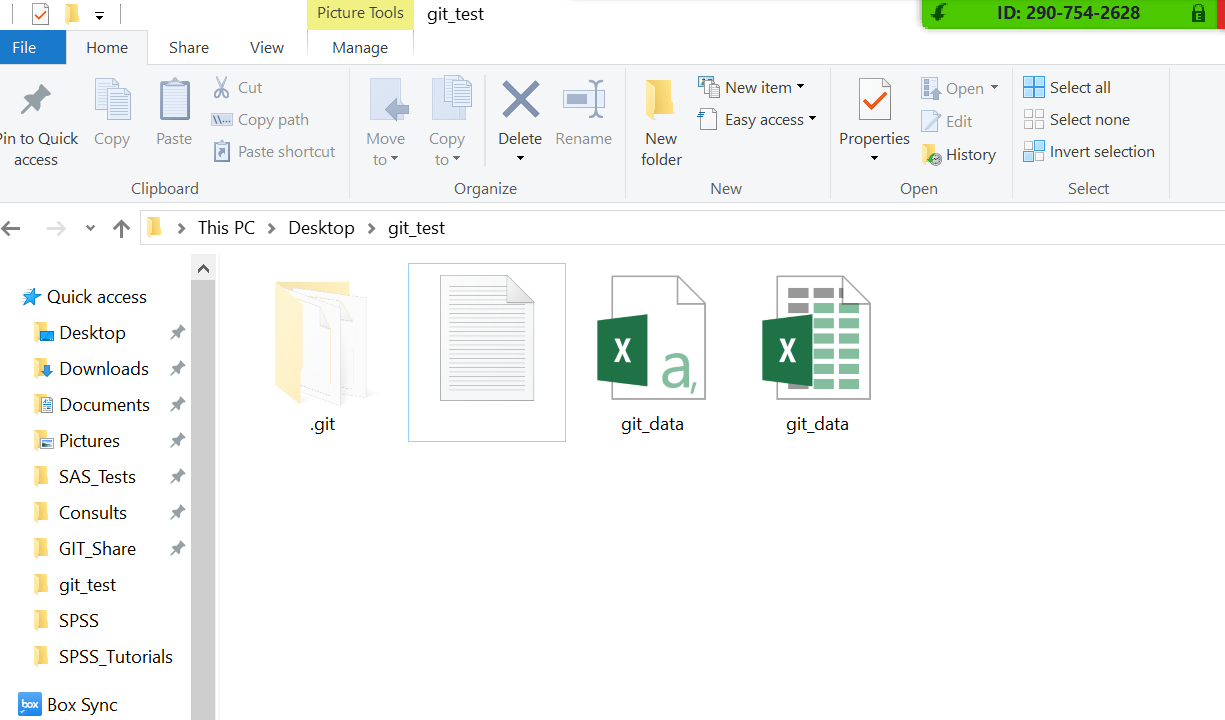 Picture Tools
git_test
ID: 290-754-2628
File
Home
Share
View
Manage
Pin to Quick
access
Copy
Paste
Cut
Copy path
Paste shortcut
Clipboard
Move
to
Copy
to
Delete
Rename
Organize
New
folder
New item
Easy access
New
Properties
Open
Edit
History
Open
Select all
Select none
Invert selection
Select
This PC
Desktop
git_test
Quick access
Desktop
Downloads
Documents
Pictures
SAS_Tests
Consults
GIT_Share
git_test
SPSS
SPSS_Tutorials
box
Box Sync
.git
X a,
git_data
X
git_data